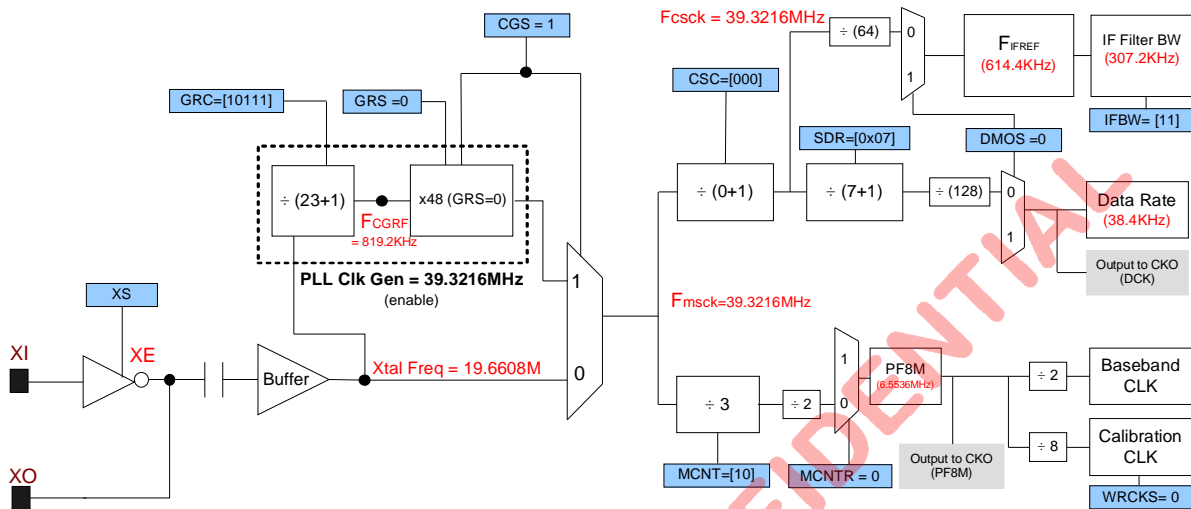 CGS = 1
Fcsck = 39.3216MHz
÷ (64)
0
1
FIFREF
(614.4KHz)
IF Filter BW
(307.2KHz)
IFBW= [11]
GRC=[10111]
GRS =0
CSC=[000]
SDR=[0x07]
DMOS =0
÷ (23+1)
x48 (GRS=0)
FCGRF
= 819.2KHz
PLL Clk Gen = 39.3216MHz
(enable)
÷ (0+1)
÷ (7+1)
÷ (128)
0
1
Data Rate
(38.4KHz)
Output to CKO
(DCK)
XS
1
0
Fmsck=39.3216MHz
XI
XE
Buffer
Xtal Freq = 19.6608M
÷ 3
÷ 2
1
0
PF8M
(6.5536MHz)
÷ 2
Baseband
CLK
÷ 8
Calibration
CLK
Output to CKO
(PF8M)
XO
MCNT=[10]
MCNTR = 0
WRCKS= 0
FIDENTIAL